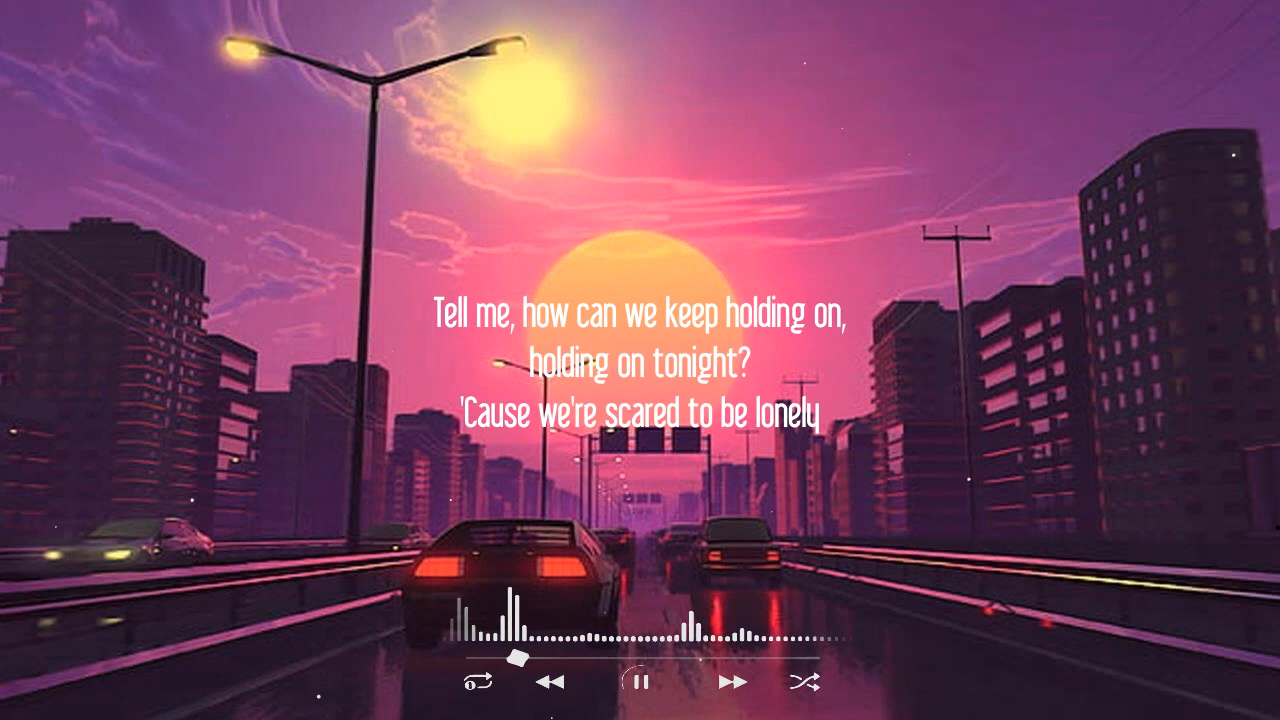 Tell me, how can we keep holding on,
holding on tonight?
'Cause we're scared to be lonely